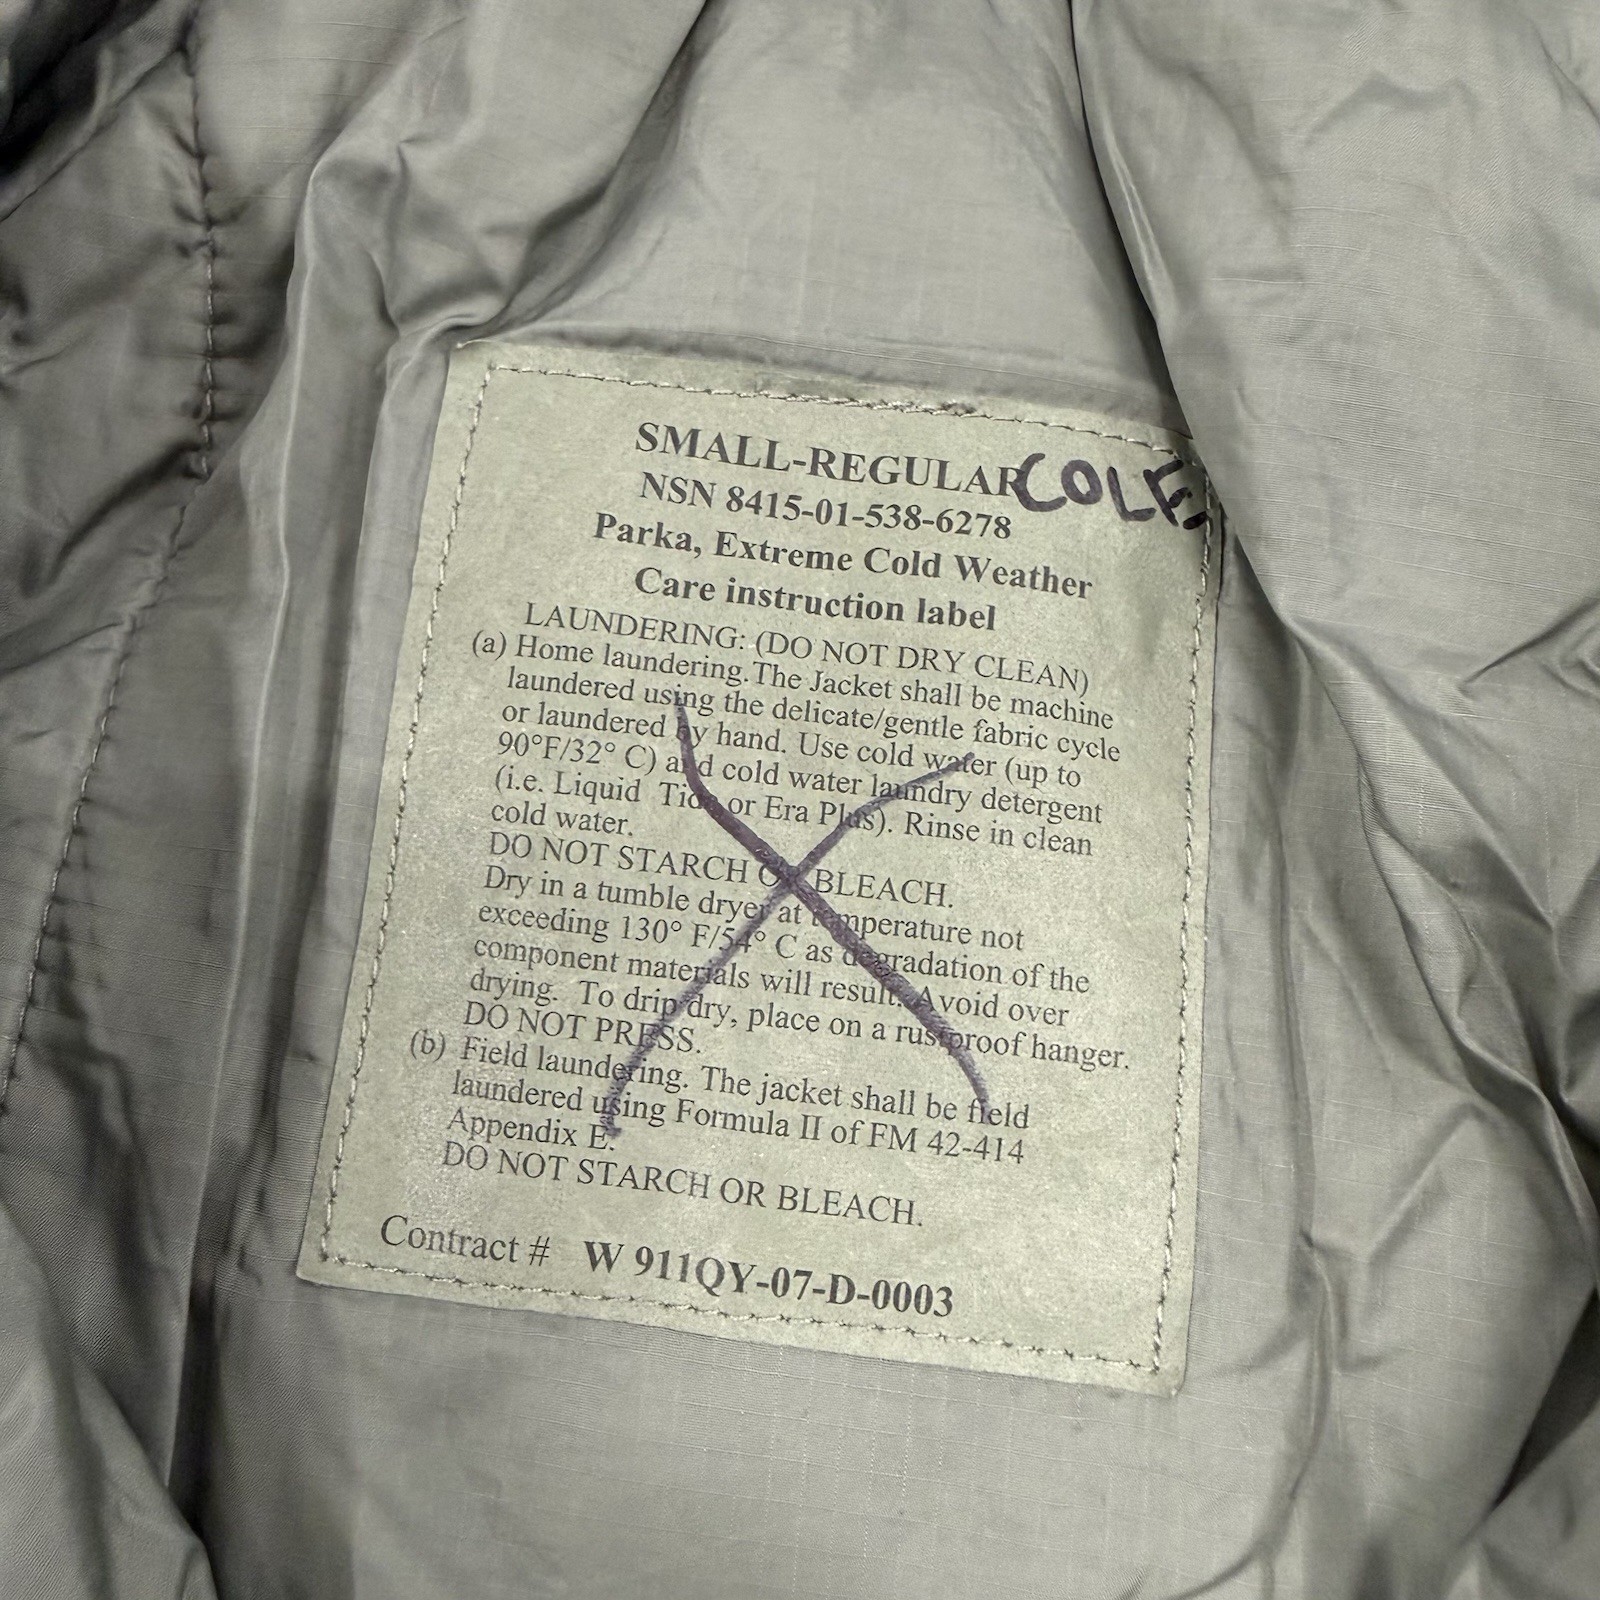 SMALL-REGULAR COLE
NSN 8415-01-538-6278
Parka, Extreme Cold Weather
Care instruction label
LAUNDERING: (DO NOT DRY CLEAN)
(a) Home laundering.The Jacket shall be machine
laundered using the delicate/gentle fabric cycle
or laundered by hand. Use cold water (up to
90°F/32° C) and cold water laundry detergent
(i.e. Liquid Tide or Era Plus). Rinse in clean
cold water.
DO NOT STARCH OR BLEACH.
Dry in a tumble dryer at temperature not
exceeding 130° F/54° C as degradation of the
component materials will result. Avoid over
drying. To drip dry, place on a rustproof hanger.
DO NOT PRESS.
(b) Field laundering. The jacket shall be field
laundered using Formula II of FM 42-414
Appendix E.
DO NOT STARCH OR BLEACH.
Contract # W 911QY-07-D-0003